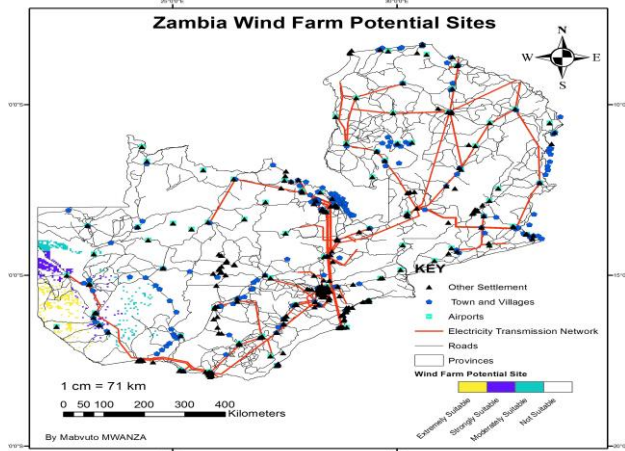 Zambia Wind Farm Potential Sites
N
W
E
S
KEY
Other Settlement
Town and Villages
Airports
Electricity Transmission Network
Roads
Provinces
Wind Farm Potential Site
Extremely Suitable
Strongly Suitable
Moderately Suitable
Not Suitable
1 cm = 71 km
0 50 100 200 300 400
Kilometers
By Mabvuto MWANZA